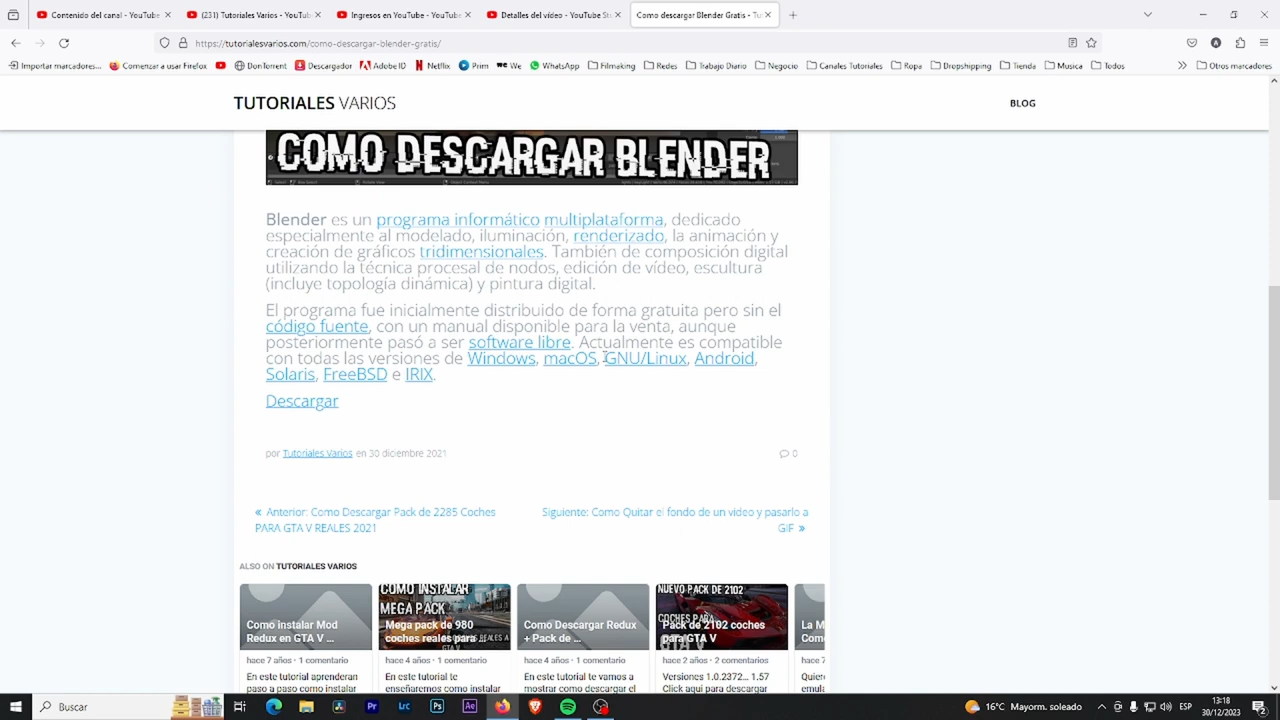 Contenido del canal - YouTube
(231) Tutoriales Varios - YouTub
Ingresos en YouTube - YouTube
Detalles del vídeo - YouTube St
Como descargar Blender Gratis - Tu
https://tutorialesvarios.com/como-descargar-blender-gratis/
Importar marcadores...
Comenzar a usar Firefox
DonTorrent
Descargador
Adobe ID
Netflix
Prim
We
WhatsApp
Filmaking
Redes
Trabajo Diario
Negocio
Canales Tutoriales
Ropa
Dropshipping
Tienda
Musica
Todos
Otros marcadores
TUTORIALES VARIOS
BLOG
COMO DESCARGAR BLENDER
Blender es un programa informático multiplataforma, dedicado
especialmente al modelado, iluminación, renderizado, la animación y
creación de gráficos tridimensionales. También de composición digital
utilizando la técnica procesal de nodos, edición de vídeo, escultura
(incluye topología dinámica) y pintura digital.
El programa fue inicialmente distribuido de forma gratuita pero sin el
código fuente, con un manual disponible para la venta, aunque
posteriormente pasó a ser software libre. Actualmente es compatible
con todas las versiones de Windows, macOS, GNU/Linux, Android,
Solaris, FreeBSD e IRIX.
Descargar
por Tutoriales Varios en 30 diciembre 2021
0
« Anterior: Como Descargar Pack de 2285 Coches
PARA GTA V REALES 2021
Siguiente: Como Quitar el fondo de un video y pasarlo a
GIF »
ALSO ON TUTORIALES VARIOS
Como instalar Mod
Redux en GTA V ...
hace 7 años · 1 comentario
En este tutorial aprenderan
paso a paso como instalar
COMO INSTALAR
MEGA PACK
Mega pack de 980
coches reales para ...
hace 4 años · 1 comentario
En este tutorial te
enseñaremos como instalar
Como Descargar Redux
+ Pack de ...
hace 4 años · 1 comentario
En este tutorial te vamos a
mostrar como descargar el
NUEVO PACK DE 2102
COCHES PARA
Pack de 2102 coches
para GTA V
hace 2 años · 2 comentarios
Versiones 1.0.2372... 1.57
Click aqui para descargar
La M
Com
hace 7
Quier
emula
Buscar
16°C Mayorm. soleado
ESP
13:18
30/12/2023